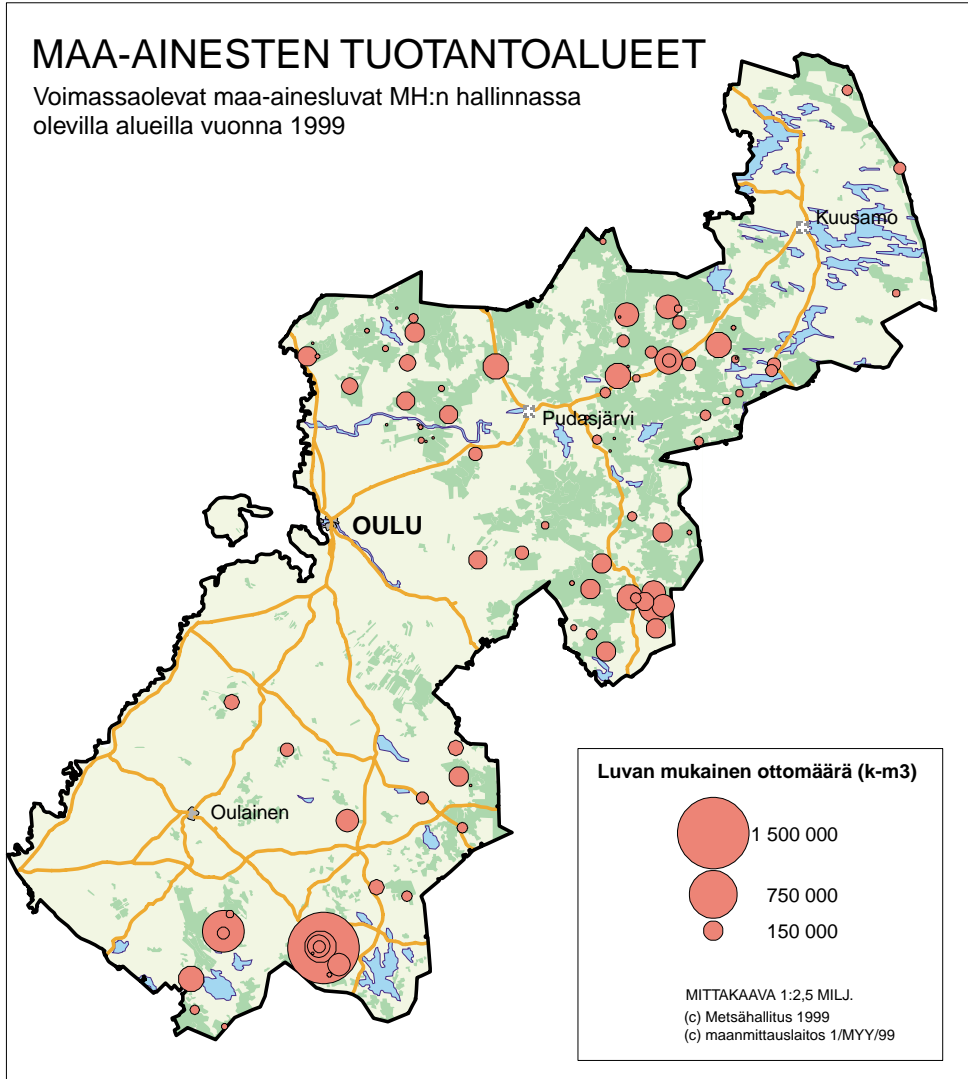 MAA-AINESTEN TUOTANTOALUEET
Voimassaolevat maa-ainesluvat MH:n hallinnassa
olevilla alueilla vuonna 1999
Kuusamo
Pudasjärvi
OULU
Oulainen
Luvan mukainen ottomäärä (k-m3)
1 500 000
750 000
150 000
MITTAKAAVA 1:2,5 MILJ.
(c) Metsähallitus 1999
(c) maanmittauslaitos 1/MYY/99